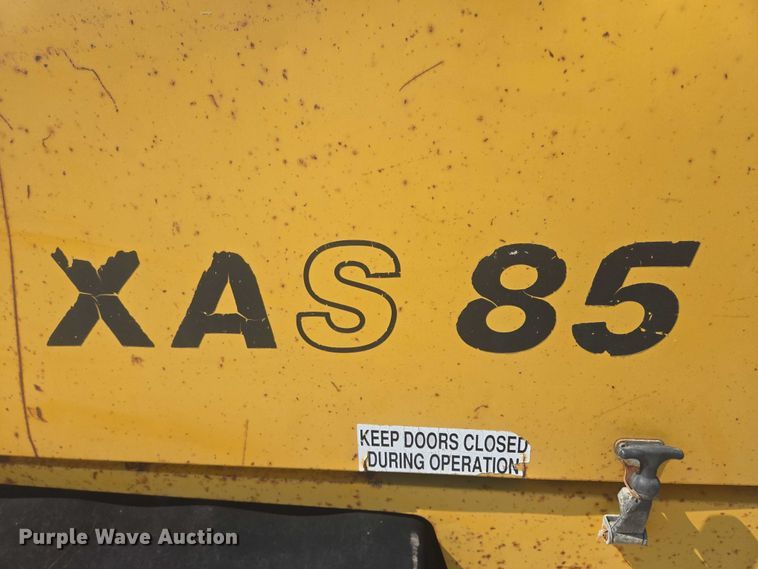 XAS 85
KEEP DOORS CLOSED
DURING OPERATION
Purple Wave Auction